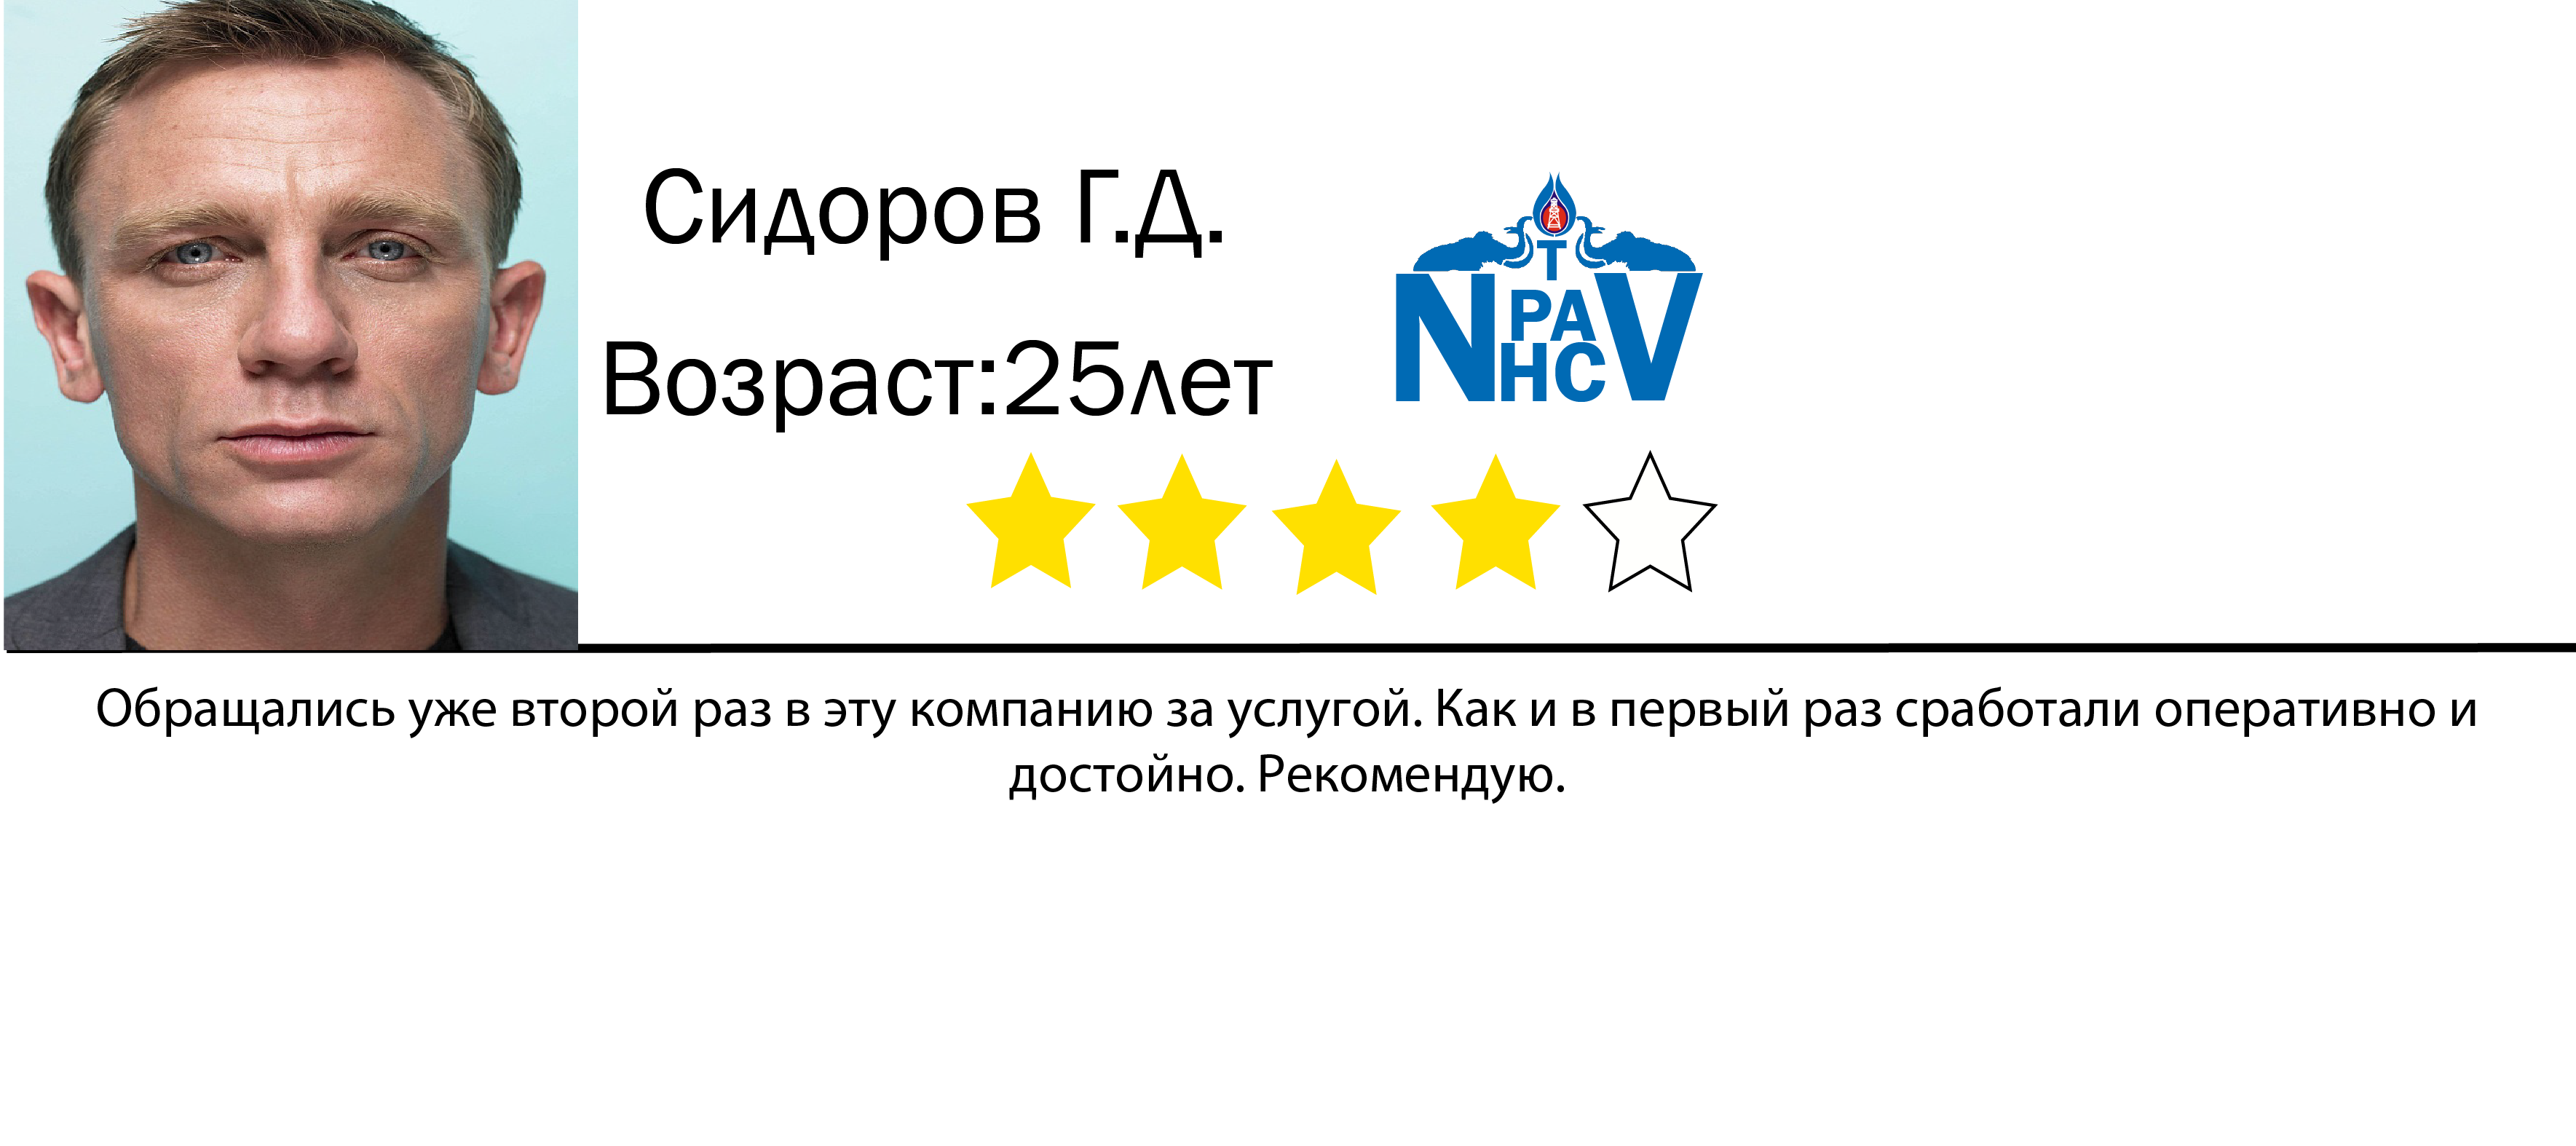 Сидоров Г.Д.
Возраст:25лет
Т
N PA V
НС
Обращались уже второй раз в эту компанию за услугой. Как и в первый раз сработали оперативно и
достойно. Рекомендую.